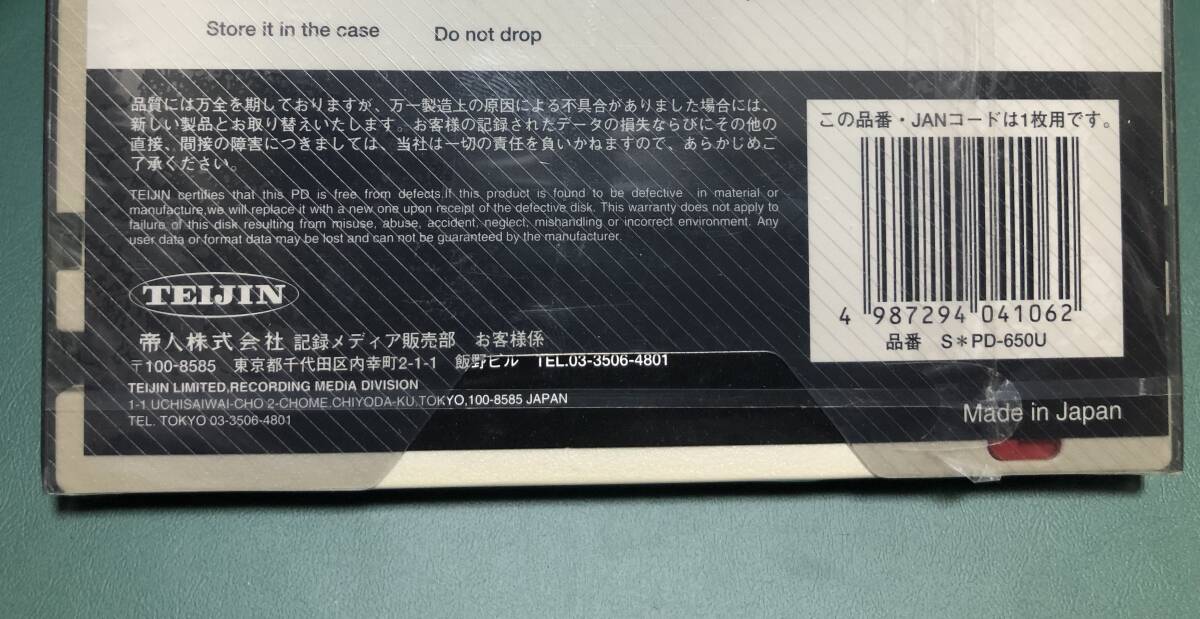 Store it in the case
Do not drop
品質には万全を期しておりますが、万一製造上の原因による不具合がありました場合には、
新しい製品とお取り替えいたします。お客様の記録されたデータの損失ならびにその他の
直接、間接の障害につきましては、当社は一切の責任を負いかねますので、あらかじめご
了承ください。
TEIJIN certifies that this PD is free from defects.If this product is found to be defective in material or
manufacture,we will replace it with a new one upon receipt of the defective disk. This warranty does not apply to
failure of this disk resulting from misuse, abuse, accident, neglect, mishandling or incorrect environment. Any
user data or format data may be lost and can not be guaranteed by the manufacturer.
TEIJIN
帝人株式会社 記録メディア販売部 お客様係
〒100-8585 東京都千代田区内幸町2-1-1 飯野ビル TEL.03-3506-4801
TEIJIN LIMITED,RECORDING MEDIA DIVISION
1-1 UCHISAIWAI-CHO 2-CHOME,CHIYODA-KU,TOKYO,100-8585 JAPAN
TEL. TOKYO 03-3506-4801
この品番・JANコードは1枚用です。
4 987294 041062
品番 S*PD-650U
Made in Japan